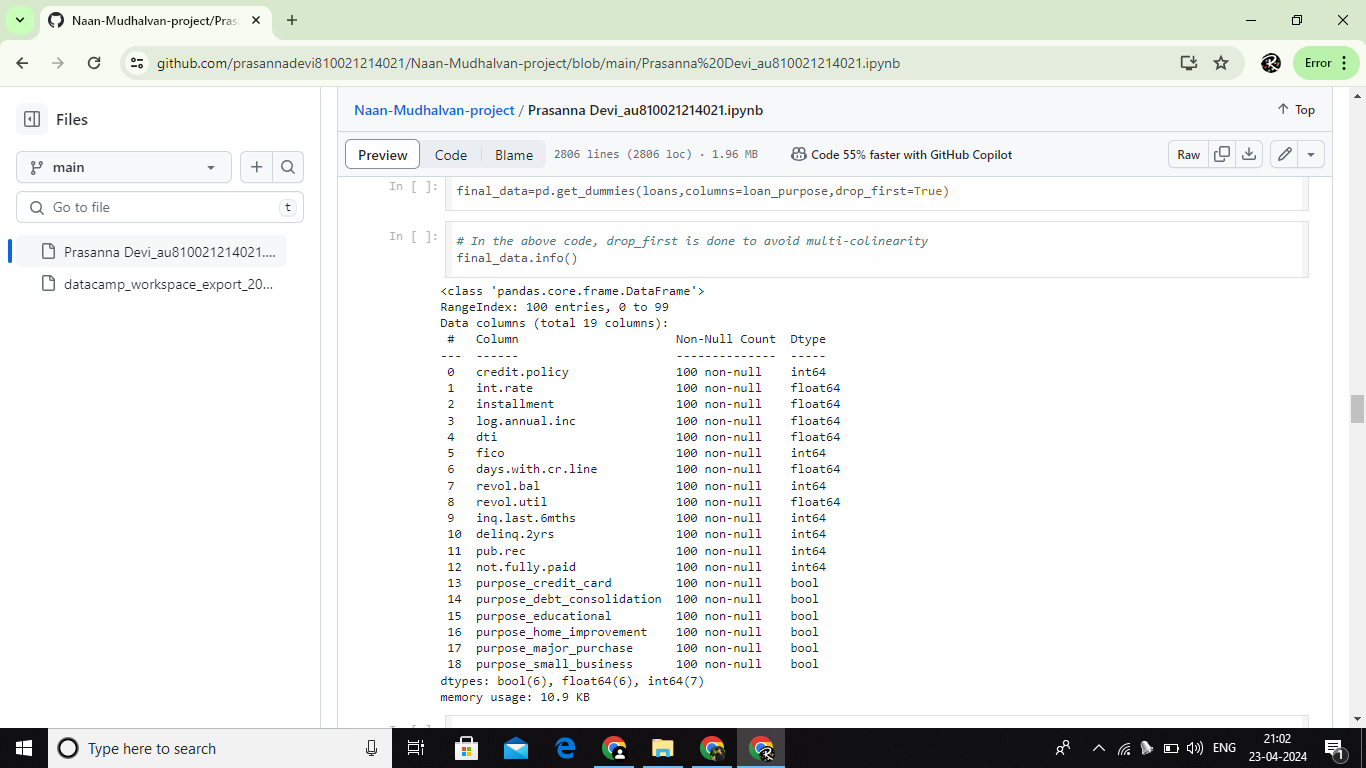 Naan-Mudhalvan-project/Pras
github.com/prasannadevi810021214021/Naan-Mudhalvan-project/blob/main/Prasanna%20Devi_au810021214021.ipynb
Error
Files
main
Go to file
t
Prasanna Devi_au810021214021....
datacamp_workspace_export_20...
Naan-Mudhalvan-project / Prasanna Devi_au810021214021.ipynb
Top
Preview Code Blame 2806 lines (2806 loc) · 1.96 MB Code 55% faster with GitHub Copilot Raw
In [ ]: final_data=pd.get_dummies(loans,columns=loan_purpose,drop_first=True)
In [ ]: # In the above code, drop_first is done to avoid multi-colinearity
final_data.info()
<class 'pandas.core.frame.DataFrame'>
RangeIndex: 100 entries, 0 to 99
Data columns (total 19 columns):
# Column Non-Null Count Dtype
--- ------ -------------- -----
0 credit.policy 100 non-null int64
1 int.rate 100 non-null float64
2 installment 100 non-null float64
3 log.annual.inc 100 non-null float64
4 dti 100 non-null float64
5 fico 100 non-null int64
6 days.with.cr.line 100 non-null float64
7 revol.bal 100 non-null int64
8 revol.util 100 non-null float64
9 inq.last.6mths 100 non-null int64
10 delinq.2yrs 100 non-null int64
11 pub.rec 100 non-null int64
12 not.fully.paid 100 non-null int64
13 purpose_credit_card 100 non-null bool
14 purpose_debt_consolidation 100 non-null bool
15 purpose_educational 100 non-null bool
16 purpose_home_improvement 100 non-null bool
17 purpose_major_purchase 100 non-null bool
18 purpose_small_business 100 non-null bool
dtypes: bool(6), float64(6), int64(7)
memory usage: 10.9 KB
Type here to search
ENG
21:02
23-04-2024
1